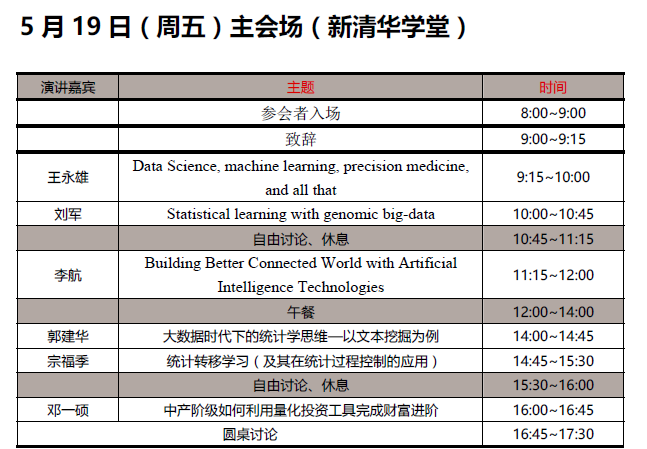 5 月 19 日（周五）主会场（新清华学堂）
演讲嘉宾 主题 时间
参会者入场 8:00~9:00
致辞 9:00~9:15
王永雄 Data Science, machine learning, precision medicine, and all that 9:15~10:00
刘军 Statistical learning with genomic big-data 10:00~10:45
自由讨论、休息 10:45~11:15
李航 Building Better Connected World with Artificial Intelligence Technologies 11:15~12:00
午餐 12:00~14:00
郭建华 大数据时代下的统计学思维—以文本挖掘为例 14:00~14:45
宗福季 统计转移学习（及其在统计过程控制的应用） 14:45~15:30
自由讨论、休息 15:30~16:00
邓一硕 中产阶级如何利用量化投资工具完成财富进阶 16:00~16:45
圆桌讨论 16:45~17:30